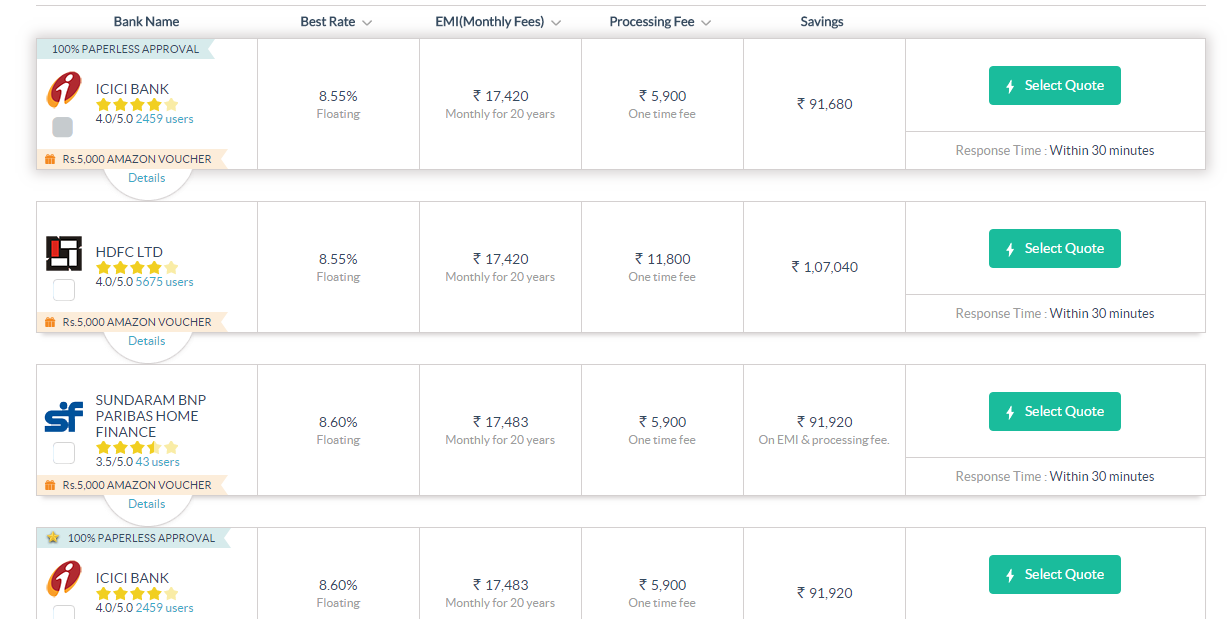 Bank Name Best Rate EMI(Monthly Fees) Processing Fee Savings
100% PAPERLESS APPROVAL
ICICI BANK
4.0/5.0 2459 users
Rs.5,000 AMAZON VOUCHER
Details
8.55%
Floating
₹ 17,420
Monthly for 20 years
₹ 5,900
One time fee
₹ 91,680
Select Quote
Response Time : Within 30 minutes
HDFC LTD
4.0/5.0 5675 users
Rs.5,000 AMAZON VOUCHER
Details
8.55%
Floating
₹ 17,420
Monthly for 20 years
₹ 11,800
One time fee
₹ 1,07,040
Select Quote
Response Time : Within 30 minutes
SUNDARAM BNP
PARIBAS HOME
FINANCE
3.5/5.0 43 users
Rs.5,000 AMAZON VOUCHER
Details
8.60%
Floating
₹ 17,483
Monthly for 20 years
₹ 5,900
One time fee
₹ 91,920
On EMI & processing fee.
Select Quote
Response Time : Within 30 minutes
100% PAPERLESS APPROVAL
ICICI BANK
4.0/5.0 2459 users
8.60%
Floating
₹ 17,483
Monthly for 20 years
₹ 5,900
One time fee
₹ 91,920
Select Quote